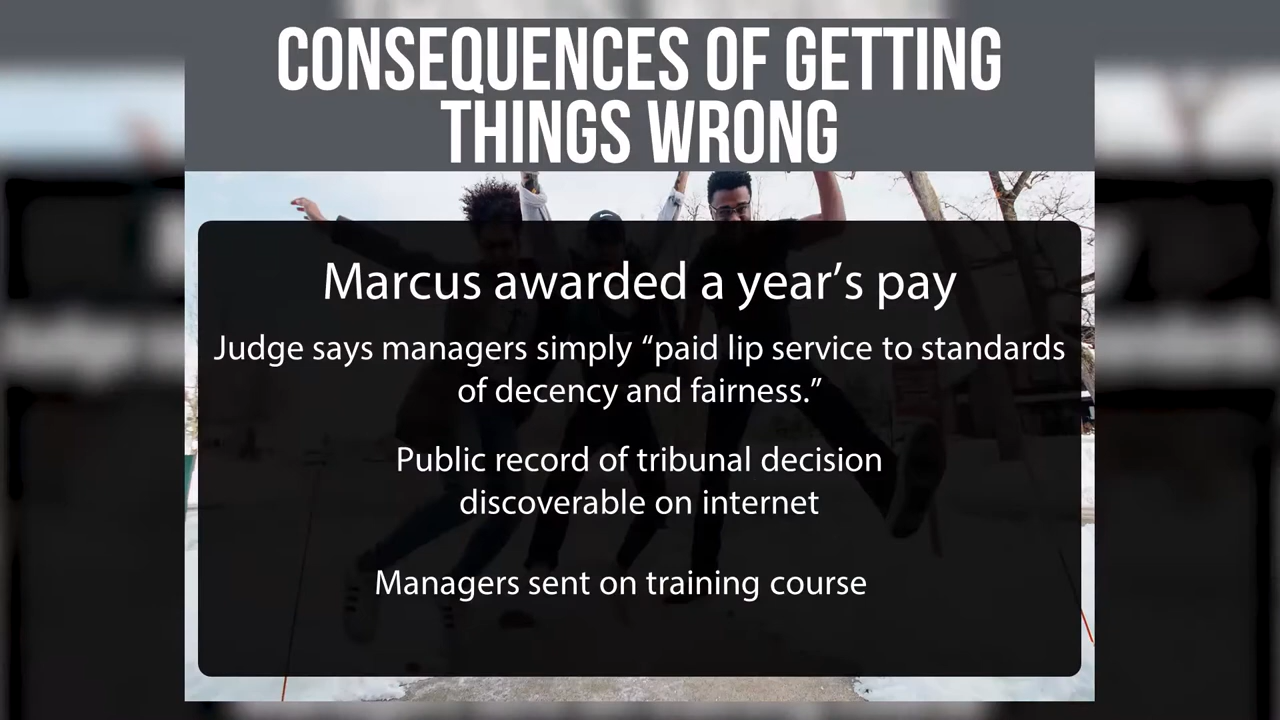 CONSEQUENCES OF GETTING
THINGS WRONG
Marcus awarded a year’s pay
Judge says managers simply “paid lip service to standards
of decency and fairness.”
Public record of tribunal decision
discoverable on internet
Managers sent on training course